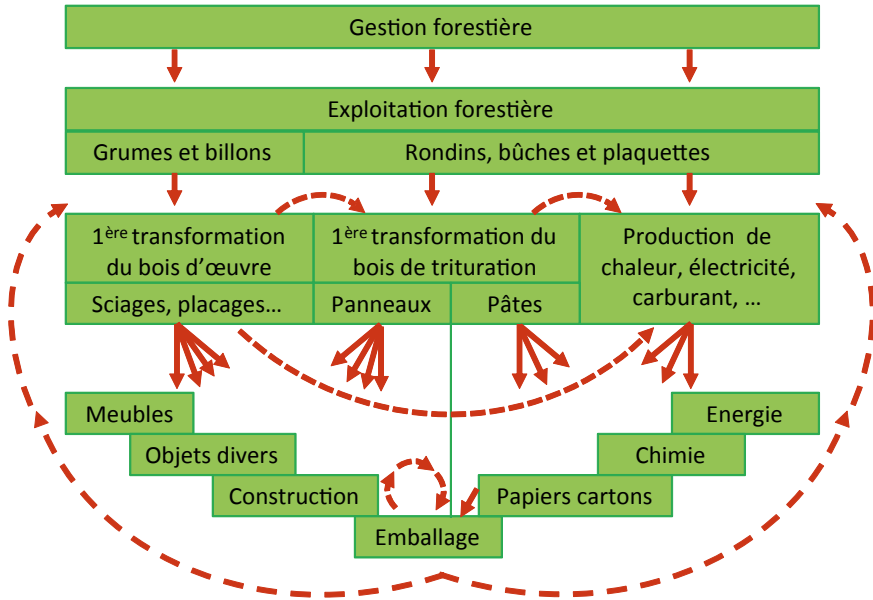 Gestion forestière
Exploitation forestière
Grumes et billons
Rondins, bûches et plaquettes
1ère transformation
du bois d’œuvre
1ère transformation du
bois de trituration
Production de
chaleur, électricité,
carburant, …
Sciages, placages…
Panneaux
Pâtes
Meubles
Energie
Objets divers
Chimie
Construction
Papiers cartons
Emballage